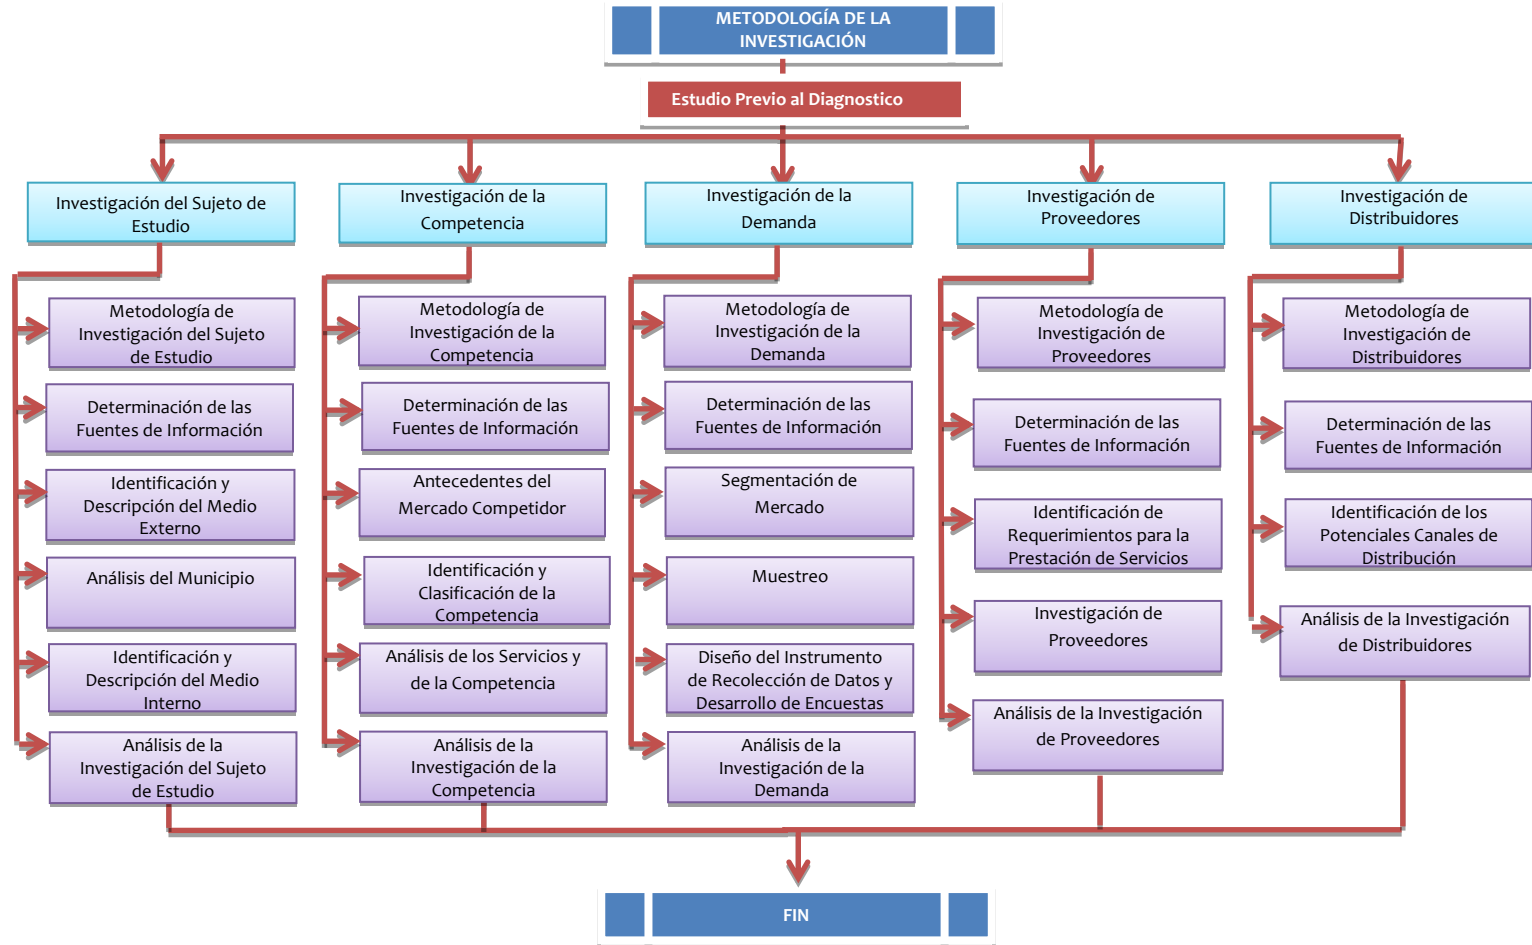 METODOLOGÍA DE LA
INVESTIGACIÓN
Estudio Previo al Diagnostico
Investigación del Sujeto de
Estudio
Metodología de
Investigación del Sujeto
de Estudio
Determinación de las
Fuentes de Información
Identificación y
Descripción del Medio
Externo
Análisis del Municipio
Identificación y
Descripción del Medio
Interno
Análisis de la
Investigación del Sujeto
de Estudio
Investigación de la
Competencia
Metodología de
Investigación de la
Competencia
Determinación de las
Fuentes de Información
Antecedentes del
Mercado Competidor
Identificación y
Clasificación de la
Competencia
Análisis de los Servicios y
de la Competencia
Análisis de la
Investigación de la
Competencia
Investigación de la
Demanda
Metodología de
Investigación de la
Demanda
Determinación de las
Fuentes de Información
Segmentación de
Mercado
Muestreo
Diseño del Instrumento
de Recolección de Datos y
Desarrollo de Encuestas
Análisis de la
Investigación de la
Demanda
Investigación de
Proveedores
Metodología de
Investigación de
Proveedores
Determinación de las
Fuentes de Información
Identificación de
Requerimientos para la
Prestación de Servicios
Investigación de
Proveedores
Análisis de la Investigación
de Proveedores
Investigación de
Distribuidores
Metodología de
Investigación de
Distribuidores
Determinación de las
Fuentes de Información
Identificación de los
Potenciales Canales de
Distribución
Análisis de la Investigación
de Distribuidores
FIN